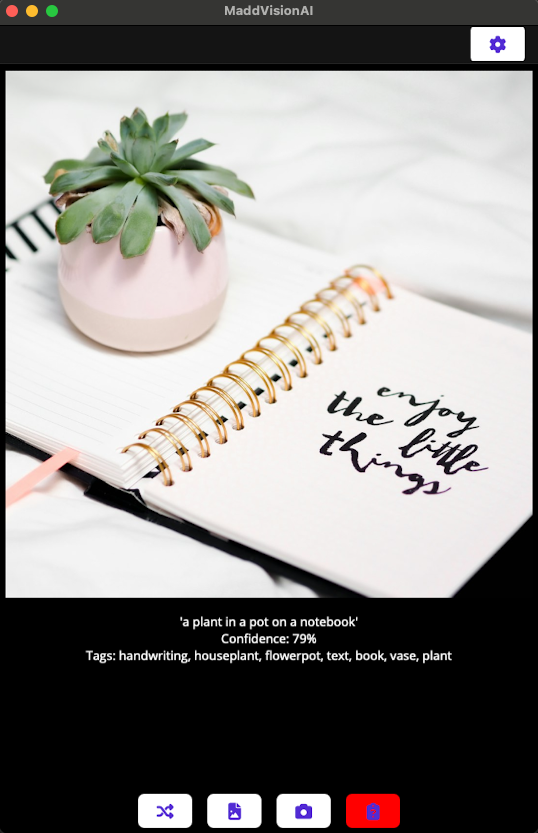 MaddVisionAI
enjoy
the little
things
'a plant in a pot on a notebook'
Confidence: 79%
Tags: handwriting, houseplant, flowerpot, text, book, vase, plant